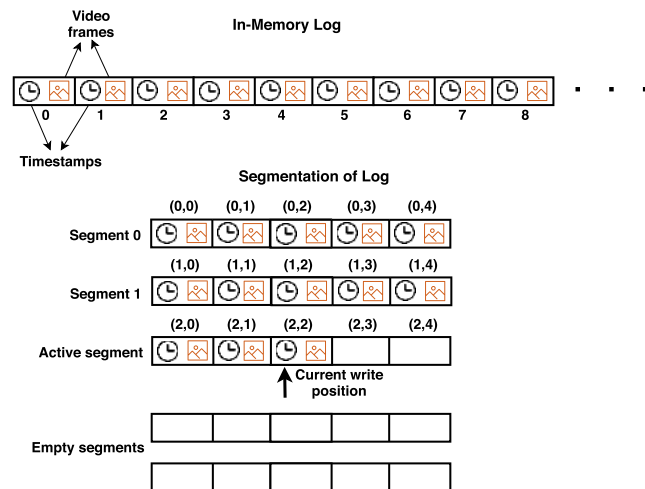 Video
frames
In-Memory Log
0 1 2 3 4 5 6 7 8
Timestamps
Segmentation of Log
(0,0) (0,1) (0,2) (0,3) (0,4)
Segment 0
(1,0) (1,1) (1,2) (1,3) (1,4)
Segment 1
(2,0) (2,1) (2,2) (2,3) (2,4)
Active segment
Current write
position
Empty segments